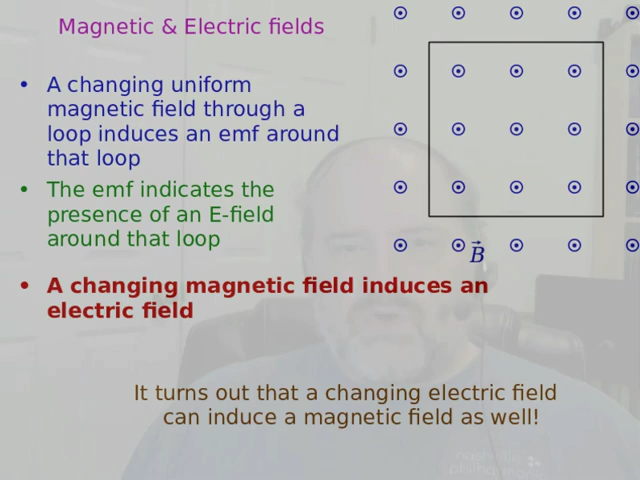 Magnetic & Electric fields
• A changing uniform
magnetic field through a
loop induces an emf around
that loop
• The emf indicates the
presence of an E-field
around that loop
B⃗
• A changing magnetic field induces an
electric field
It turns out that a changing electric field
can induce a magnetic field as well!
nashville
philharmonic